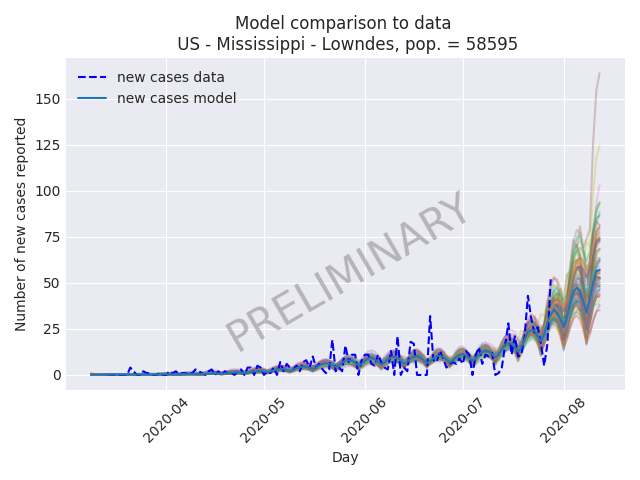 Model comparison to data
US - Mississippi - Lowndes, pop. = 58595
new cases data
new cases model
Number of new cases reported
150
125
100
75
50
25
0
PRELIMINARY
2020-04
2020-05
2020-06
2020-07
2020-08
Day